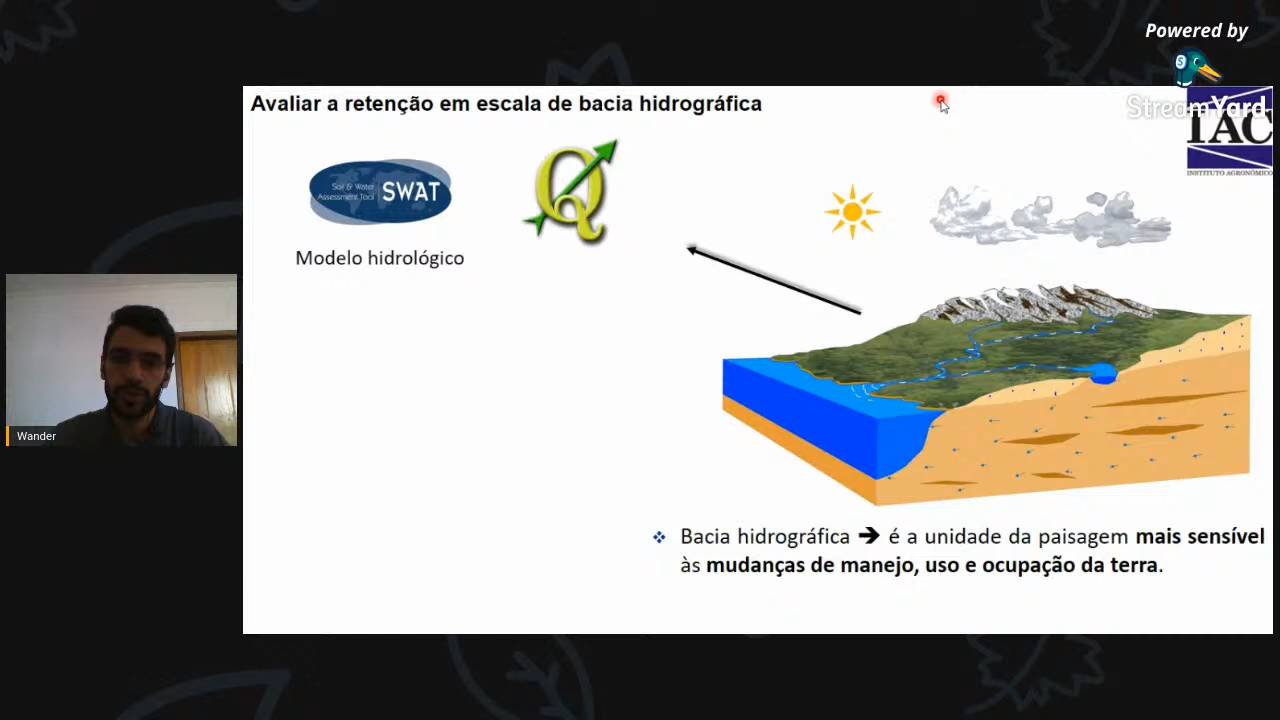 Powered by
StreamYard
Avaliar a retenção em escala de bacia hidrográfica
IAC
INSTITUTO AGRONÔMICO
Soil & Water
Assessment Tool
SWAT
Q
Modelo hidrológico
Wander
Bacia hidrográfica ➔ é a unidade da paisagem mais sensível
às mudanças de manejo, uso e ocupação da terra.